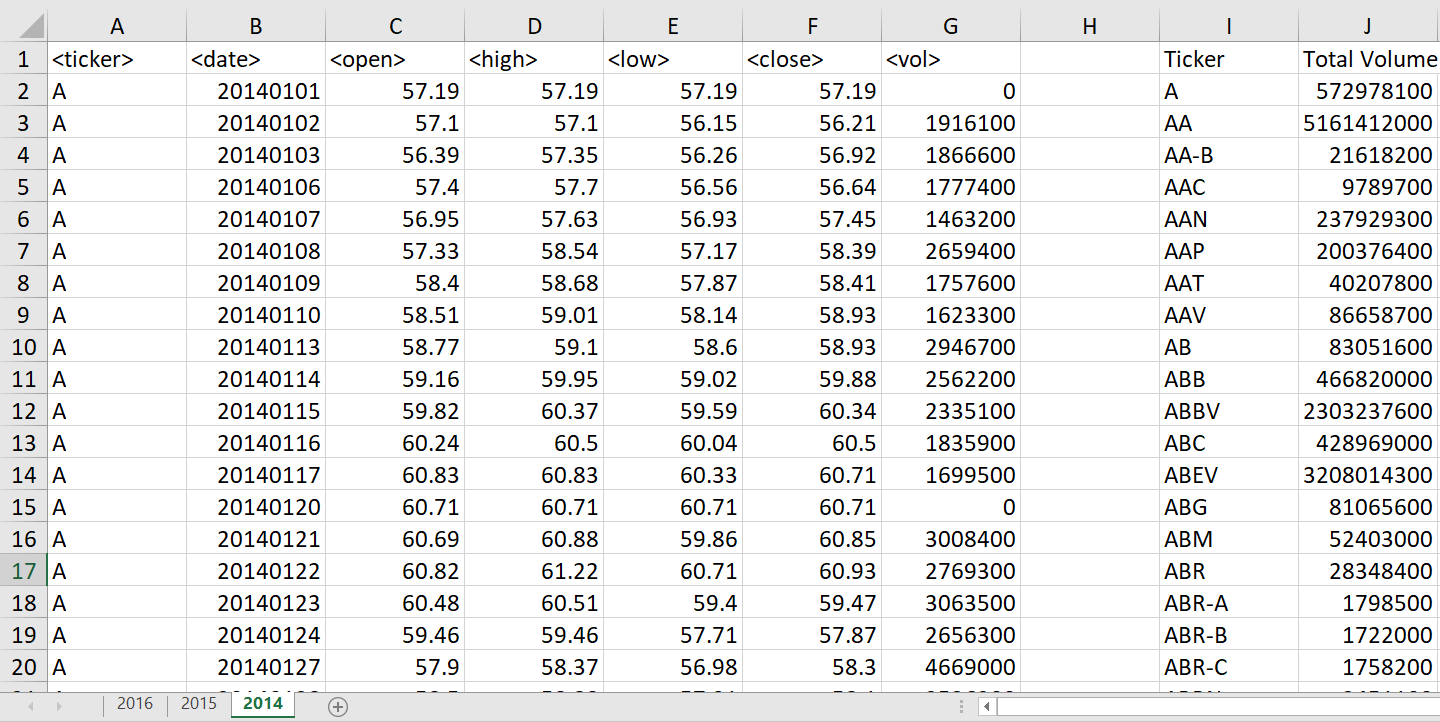 A B C D E F G H I J
1 <ticker> <date> <open> <high> <low> <close> <vol> Ticker Total Volume
2 A 20140101 57.19 57.19 57.19 57.19 0 A 572978100
3 A 20140102 57.1 57.1 56.15 56.21 1916100 AA 5161412000
4 A 20140103 56.39 57.35 56.26 56.92 1866600 AA-B 21618200
5 A 20140106 57.4 57.7 56.56 56.64 1777400 AAC 9789700
6 A 20140107 56.95 57.63 56.93 57.45 1463200 AAN 237929300
7 A 20140108 57.33 58.54 57.17 58.39 2659400 AAP 200376400
8 A 20140109 58.4 58.68 57.87 58.41 1757600 AAT 40207800
9 A 20140110 58.51 59.01 58.14 58.93 1623300 AAV 86658700
10 A 20140113 58.77 59.1 58.6 58.93 2946700 AB 83051600
11 A 20140114 59.16 59.95 59.02 59.88 2562200 ABB 466820000
12 A 20140115 59.82 60.37 59.59 60.34 2335100 ABBV 2303237600
13 A 20140116 60.24 60.5 60.04 60.5 1835900 ABC 428969000
14 A 20140117 60.83 60.83 60.33 60.71 1699500 ABEV 3208014300
15 A 20140120 60.71 60.71 60.71 60.71 0 ABG 81065600
16 A 20140121 60.69 60.88 59.86 60.85 3008400 ABM 52403000
17 A 20140122 60.82 61.22 60.71 60.93 2769300 ABR 28348400
18 A 20140123 60.48 60.51 59.4 59.47 3063500 ABR-A 1798500
19 A 20140124 59.46 59.46 57.71 57.87 2656300 ABR-B 1722000
20 A 20140127 57.9 58.37 56.98 58.3 4669000 ABR-C 1758200
2016 2015 2014